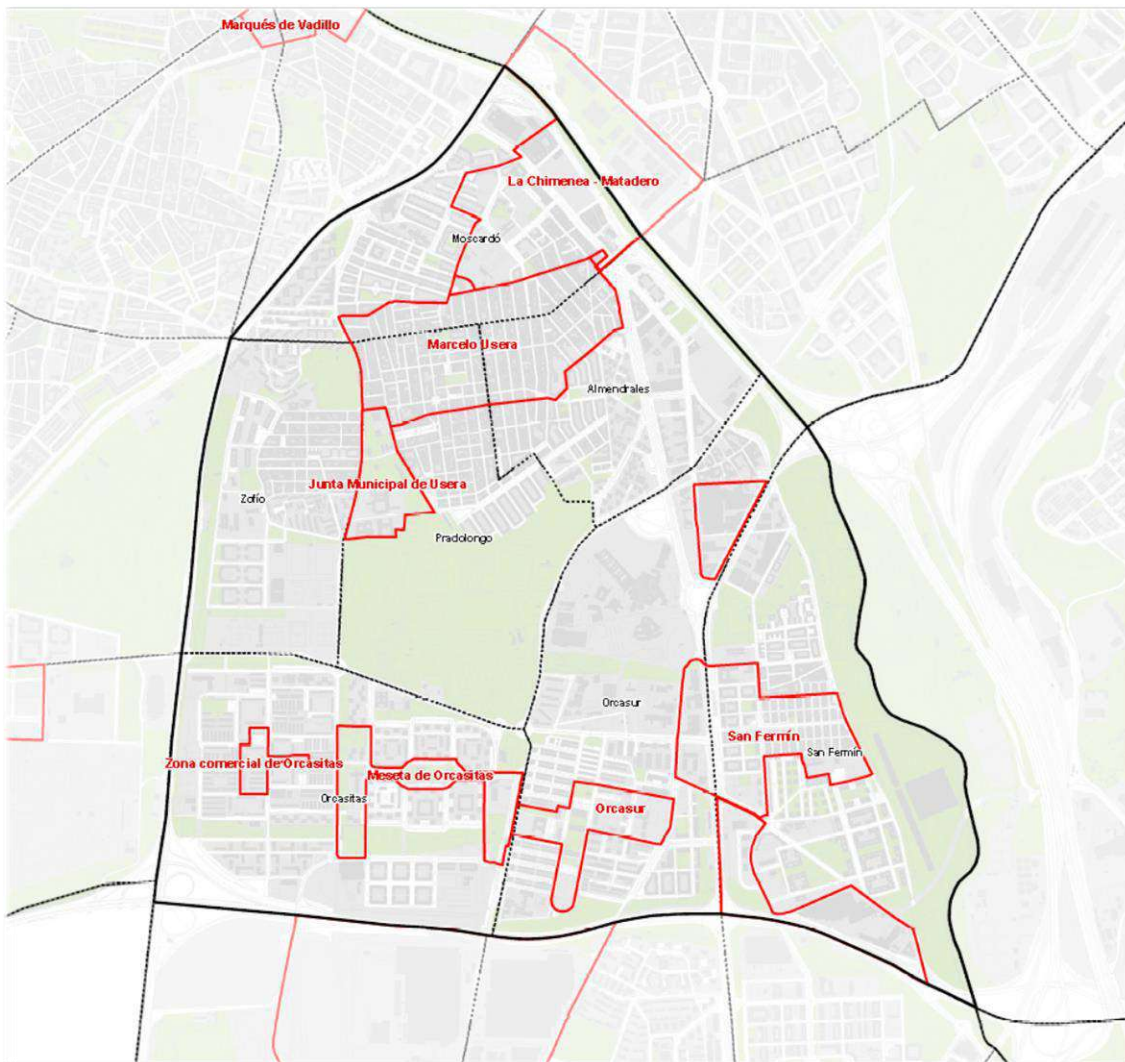 Marqués de Vadillo
La Chimenea - Matadero
Moscardó
Marcelo Usera
Almendrales
Junta Municipal de Usera
Zofío
Pradolongo
Orcasur
San Fermín
San Fermín
Zona comercial de Orcasitas
Meseta de Orcasitas
Orcasitas
Orcasur